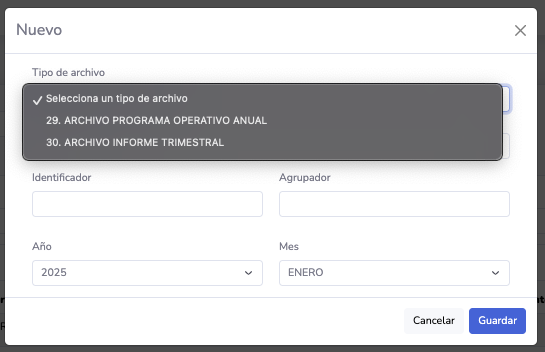 Nuevo
Tipo de archivo
Selecciona un tipo de archivo
29. ARCHIVO PROGRAMA OPERATIVO ANUAL
30. ARCHIVO INFORME TRIMESTRAL
Identificador Agrupador
Año Mes
2025 ENERO
Cancelar Guardar